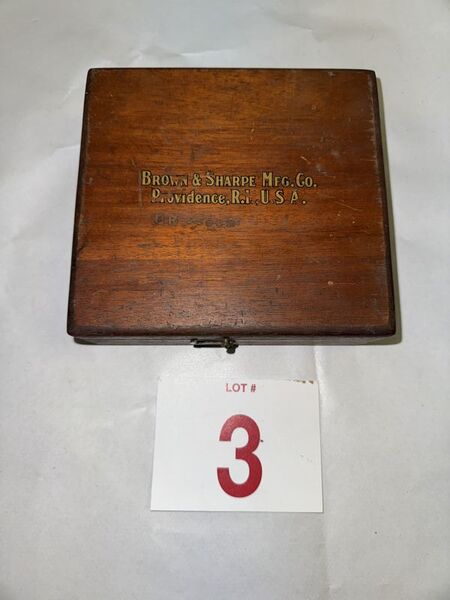 BROWN & SHARPE MFG. CO.
PROVIDENCE, R.I., U.S.A.
LOT #
3